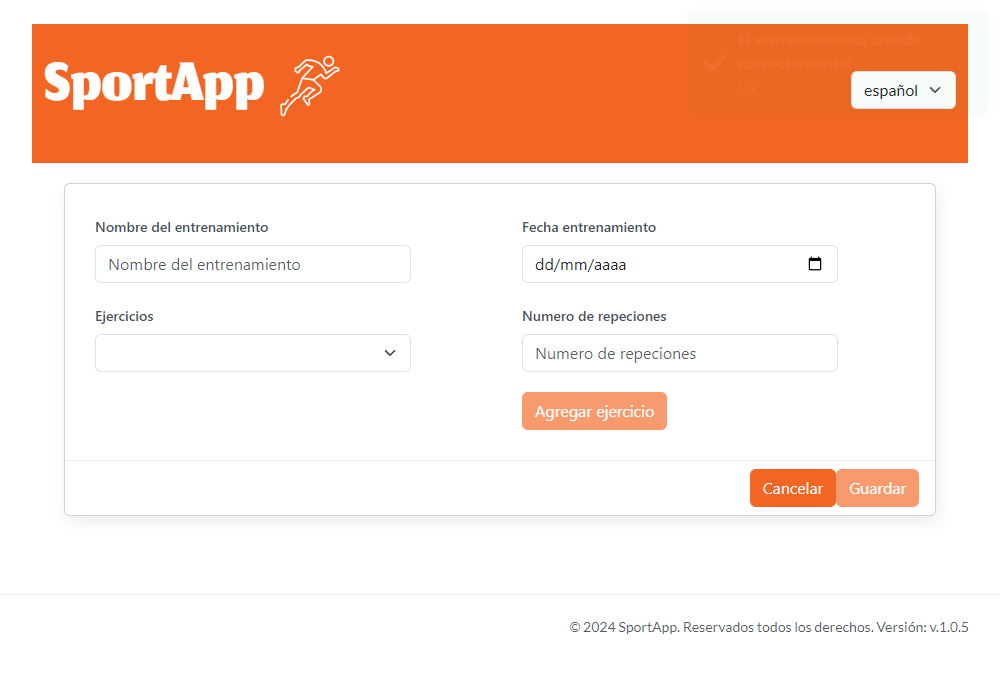 El entrenamiento creado
correctamente!
Ok
SportApp
español
Nombre del entrenamiento
Fecha entrenamiento
Nombre del entrenamiento
dd/mm/aaaa
Ejercicios
Numero de repeciones
Numero de repeciones
Agregar ejercicio
Cancelar
Guardar
© 2024 SportApp. Reservados todos los derechos. Versión: v.1.0.5